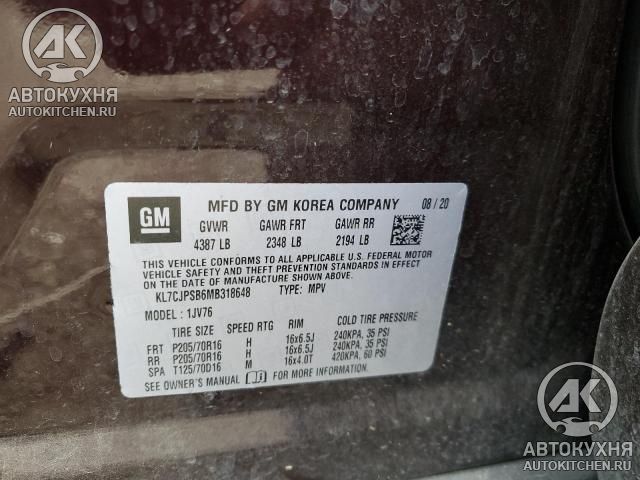 АК
АВТОКУХНЯ
AUTOKITCHEN.RU
GM
MFD BY GM KOREA COMPANY 08 / 20
GVWR GAWR FRT GAWR RR
4387 LB 2348 LB 2194 LB
THIS VEHICLE CONFORMS TO ALL APPLICABLE U.S. FEDERAL MOTOR
VEHICLE SAFETY AND THEFT PREVENTION STANDARDS IN EFFECT ON
THE DATE OF MANUFACTURE SHOWN ABOVE.
KL7CJPSB6MB318648 TYPE: MPV
MODEL : 1JV76
TIRE SIZE SPEED RTG RIM COLD TIRE PRESSURE
FRT P205/70R16 H 16x6.5J 240KPA, 35 PSI
RR P205/70R16 H 16x6.5J 240KPA, 35 PSI
SPA T125/70D16 M 16x4.0T 420KPA, 60 PSI
SEE OWNER'S MANUAL FOR MORE INFORMATION.
АК
АВТОКУХНЯ
AUTOKITCHEN.RU